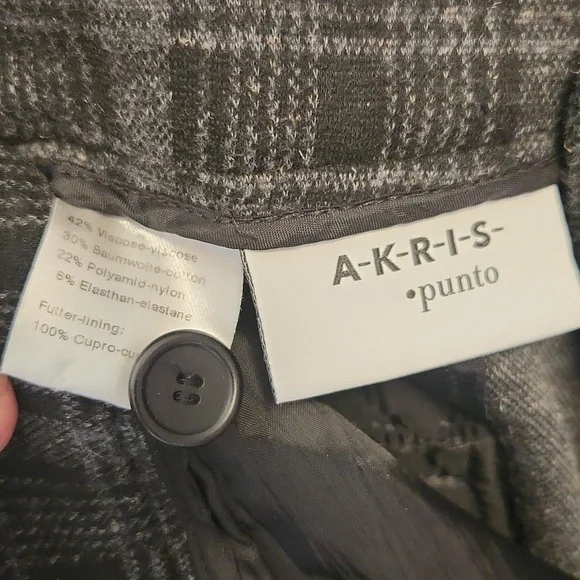 42% Viscose-viscose
30% Baumwolle-cotton
22% Polyamid-nylon
6% Elasthan-elastane
Futter-lining:
100% Cupro-cu
A-K-R-I-S-
•punto